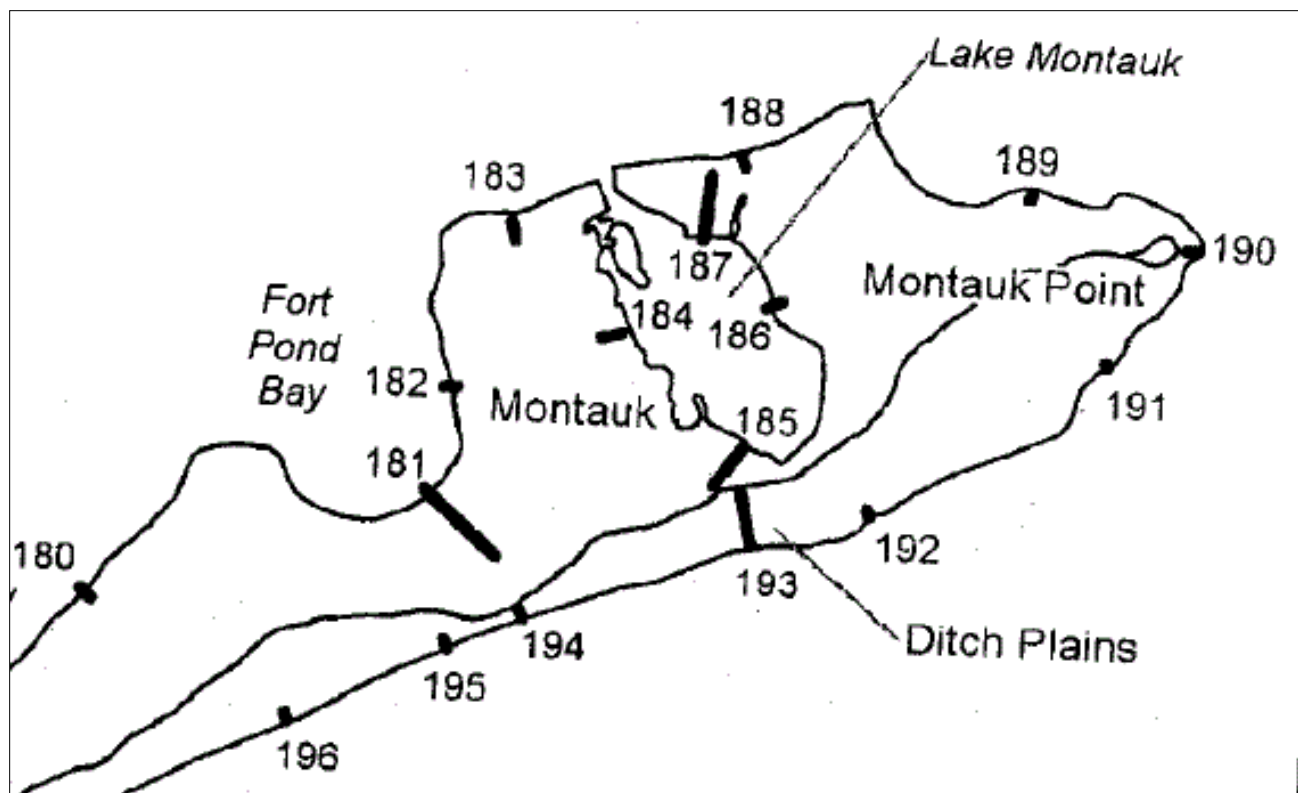 Lake Montauk
188
183
189
187
190
Montauk Point
Fort
Pond
Bay
184
186
182
191
Montauk
185
181
180
192
193
194
Ditch Plains
195
196